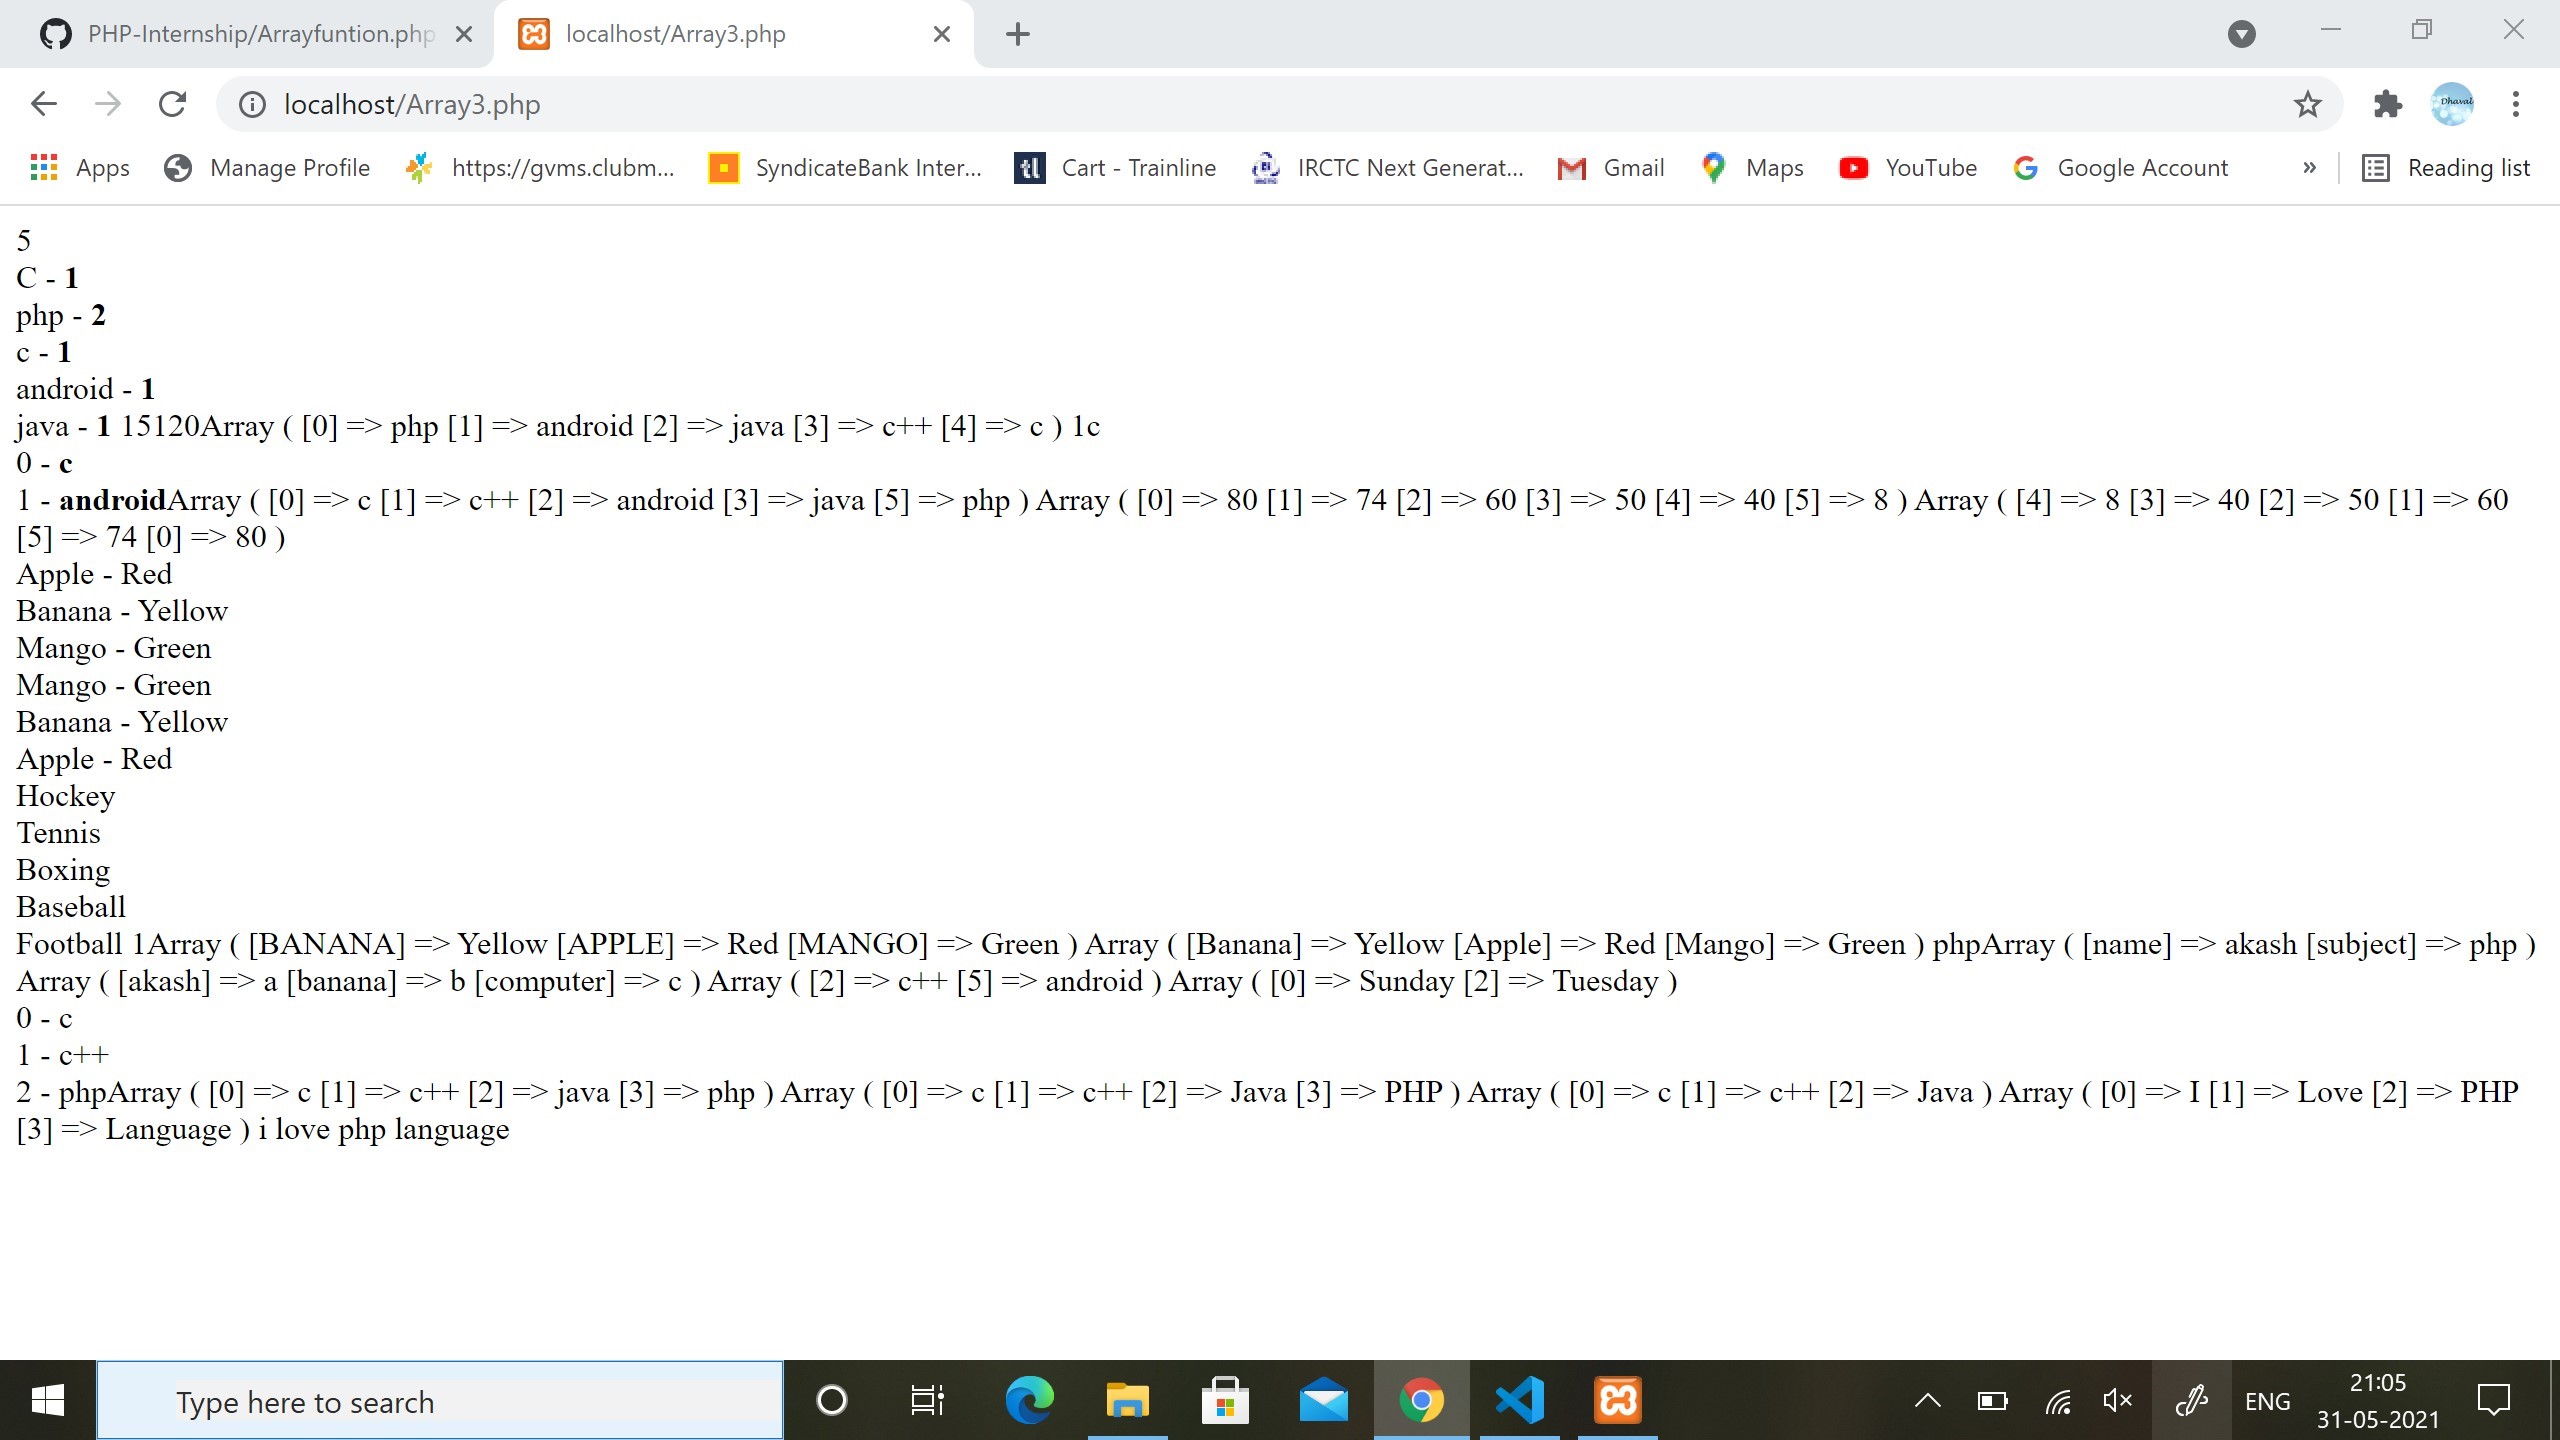 PHP-Internship/Arrayfuntion.php
localhost/Array3.php
localhost/Array3.php
Dhaval
Apps
Manage Profile
https://gvms.clubm...
SyndicateBank Inter...
tl
Cart - Trainline
IRCTC Next Generat...
Gmail
Maps
YouTube
Google Account
»
Reading list
5
C - 1
php - 2
c - 1
android - 1
java - 1 15120Array ( [0] => php [1] => android [2] => java [3] => c++ [4] => c ) 1c
0 - c
1 - androidArray ( [0] => c [1] => c++ [2] => android [3] => java [5] => php ) Array ( [0] => 80 [1] => 74 [2] => 60 [3] => 50 [4] => 40 [5] => 8 ) Array ( [4] => 8 [3] => 40 [2] => 50 [1] => 60
[5] => 74 [0] => 80 )
Apple - Red
Banana - Yellow
Mango - Green
Mango - Green
Banana - Yellow
Apple - Red
Hockey
Tennis
Boxing
Baseball
Football 1Array ( [BANANA] => Yellow [APPLE] => Red [MANGO] => Green ) Array ( [Banana] => Yellow [Apple] => Red [Mango] => Green ) phpArray ( [name] => akash [subject] => php )
Array ( [akash] => a [banana] => b [computer] => c ) Array ( [2] => c++ [5] => android ) Array ( [0] => Sunday [2] => Tuesday )
0 - c
1 - c++
2 - phpArray ( [0] => c [1] => c++ [2] => java [3] => php ) Array ( [0] => c [1] => c++ [2] => Java [3] => PHP ) Array ( [0] => c [1] => c++ [2] => Java ) Array ( [0] => I [1] => Love [2] => PHP
[3] => Language ) i love php language
Type here to search
ENG
21:05
31-05-2021